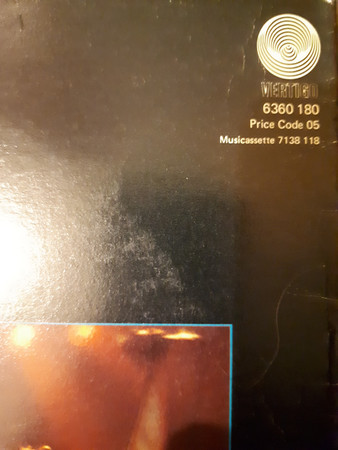 VERTIGO
6360 180
Price Code 05
Musicassette 7138 118